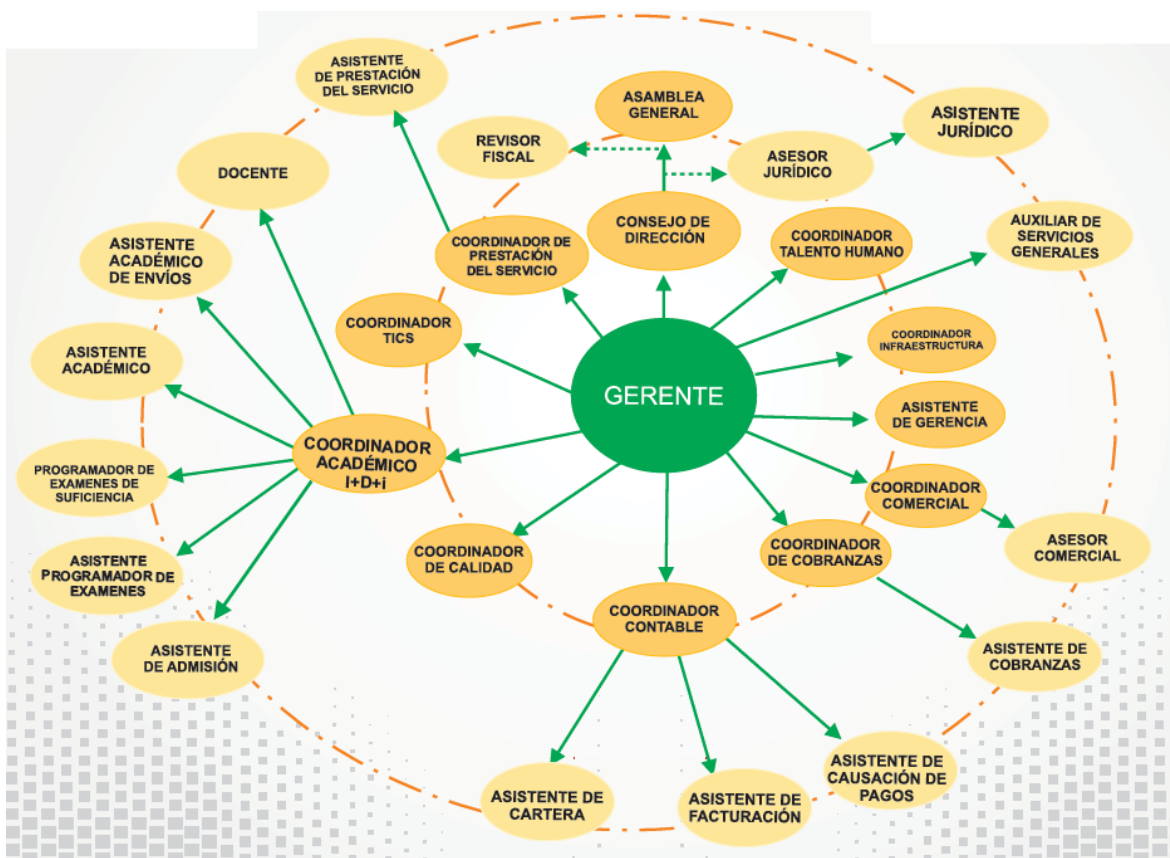 ASISTENTE
DE PRESTACIÓN
DEL SERVICIO
ASAMBLEA
GENERAL
ASISTENTE
JURÍDICO
REVISOR
FISCAL
ASESOR
JURÍDICO
DOCENTE
CONSEJO DE
DIRECCIÓN
AUXILIAR DE
SERVICIOS
GENERALES
COORDINADOR DE
PRESTACIÓN
DEL SERVICIO
COORDINADOR
TALENTO HUMANO
ASISTENTE
ACADÉMICO
DE ENVÍOS
COORDINADOR
TICS
COORDINADOR
INFRAESTRUCTURA
ASISTENTE
ACADÉMICO
GERENTE
ASISTENTE
DE GERENCIA
COORDINADOR
ACADÉMICO
I+D+i
PROGRAMADOR DE
EXAMENES DE
SUFICIENCIA
COORDINADOR
COMERCIAL
ASESOR
COMERCIAL
COORDINADOR
DE CALIDAD
COORDINADOR
DE COBRANZAS
ASISTENTE
PROGRAMADOR DE
EXAMENES
COORDINADOR
CONTABLE
ASISTENTE
DE ADMISIÓN
ASISTENTE DE
COBRANZAS
ASISTENTE DE
CAUSACIÓN DE
PAGOS
ASISTENTE DE
CARTERA
ASISTENTE DE
FACTURACIÓN